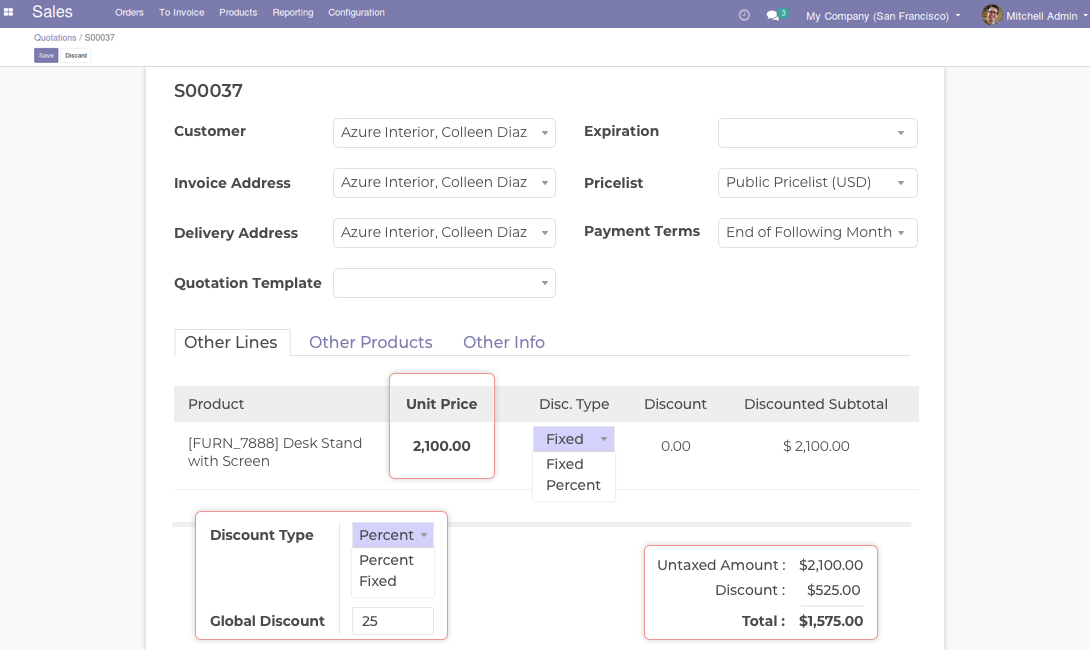 Sales Orders To Invoice Products Reporting Configuration 3 My Company (San Francisco) Mitchell Admin
Quotations / S00037
Save Discard
S00037
Customer Azure Interior, Colleen Diaz Expiration
Invoice Address Azure Interior, Colleen Diaz Pricelist Public Pricelist (USD)
Delivery Address Azure Interior, Colleen Diaz Payment Terms End of Following Month
Quotation Template
Other Lines Other Products Other Info
Product Unit Price Disc. Type Discount Discounted Subtotal
[FURN_7888] Desk Stand 2,100.00 Fixed 0.00 $ 2,100.00
with Screen Fixed
Percent
Discount Type Percent
Percent
Fixed
Global Discount 25
Untaxed Amount : $2,100.00
Discount : $525.00
Total : $1,575.00